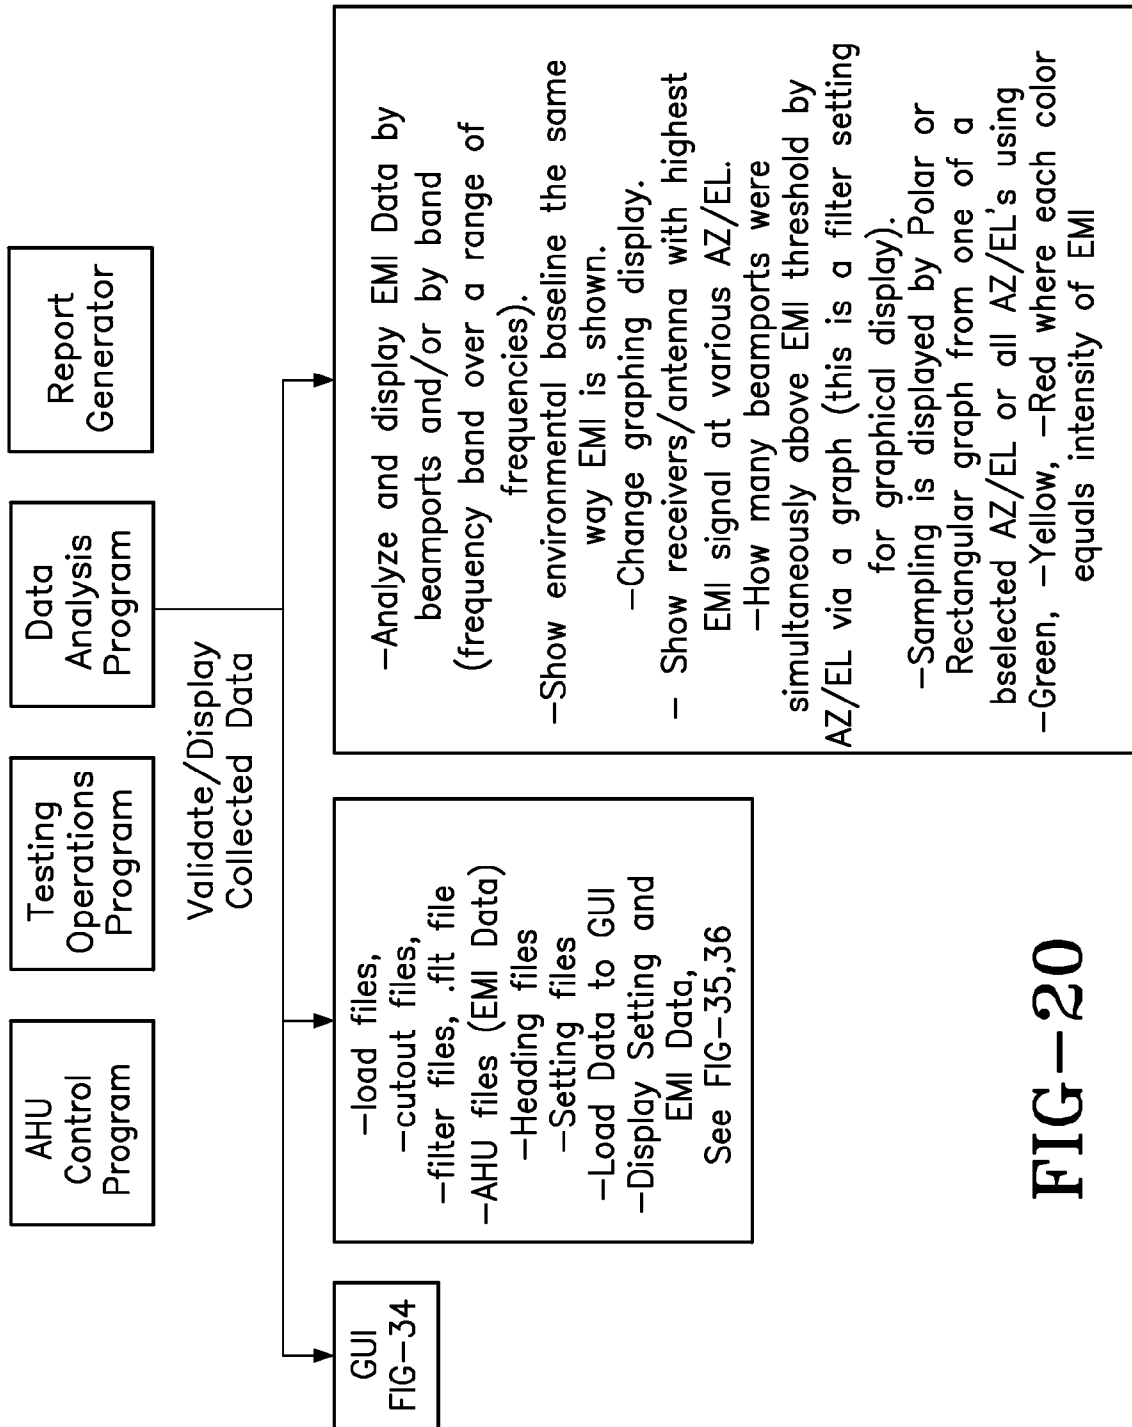 AHU
Control
Program
Testing
Operations
Program
Data
Analysis
Program
Report
Generator
Validate/Display
Collected Data
GUI
FIG-34
-load files,
-cutout files,
-filter files, .flt file
-AHU files (EMI Data)
-Heading files
-Setting files
-Load Data to GUI
-Display Setting and
EMI Data,
See FIG-35,36
-Analyze and display EMI Data by
beamports and/or by band
(frequency band over a range of
frequencies).
-Show environmental baseline the same
way EMI is shown.
-Change graphing display.
- Show receivers/antenna with highest
EMI signal at various AZ/EL.
-How many beamports were
simultaneously above EMI threshold by
AZ/EL via a graph (this is a filter setting
for graphical display).
-Sampling is displayed by Polar or
Rectangular graph from one of a
bselected AZ/EL or all AZ/EL's using
-Green, -Yellow, -Red where each color
equals intensity of EMI
FIG-20